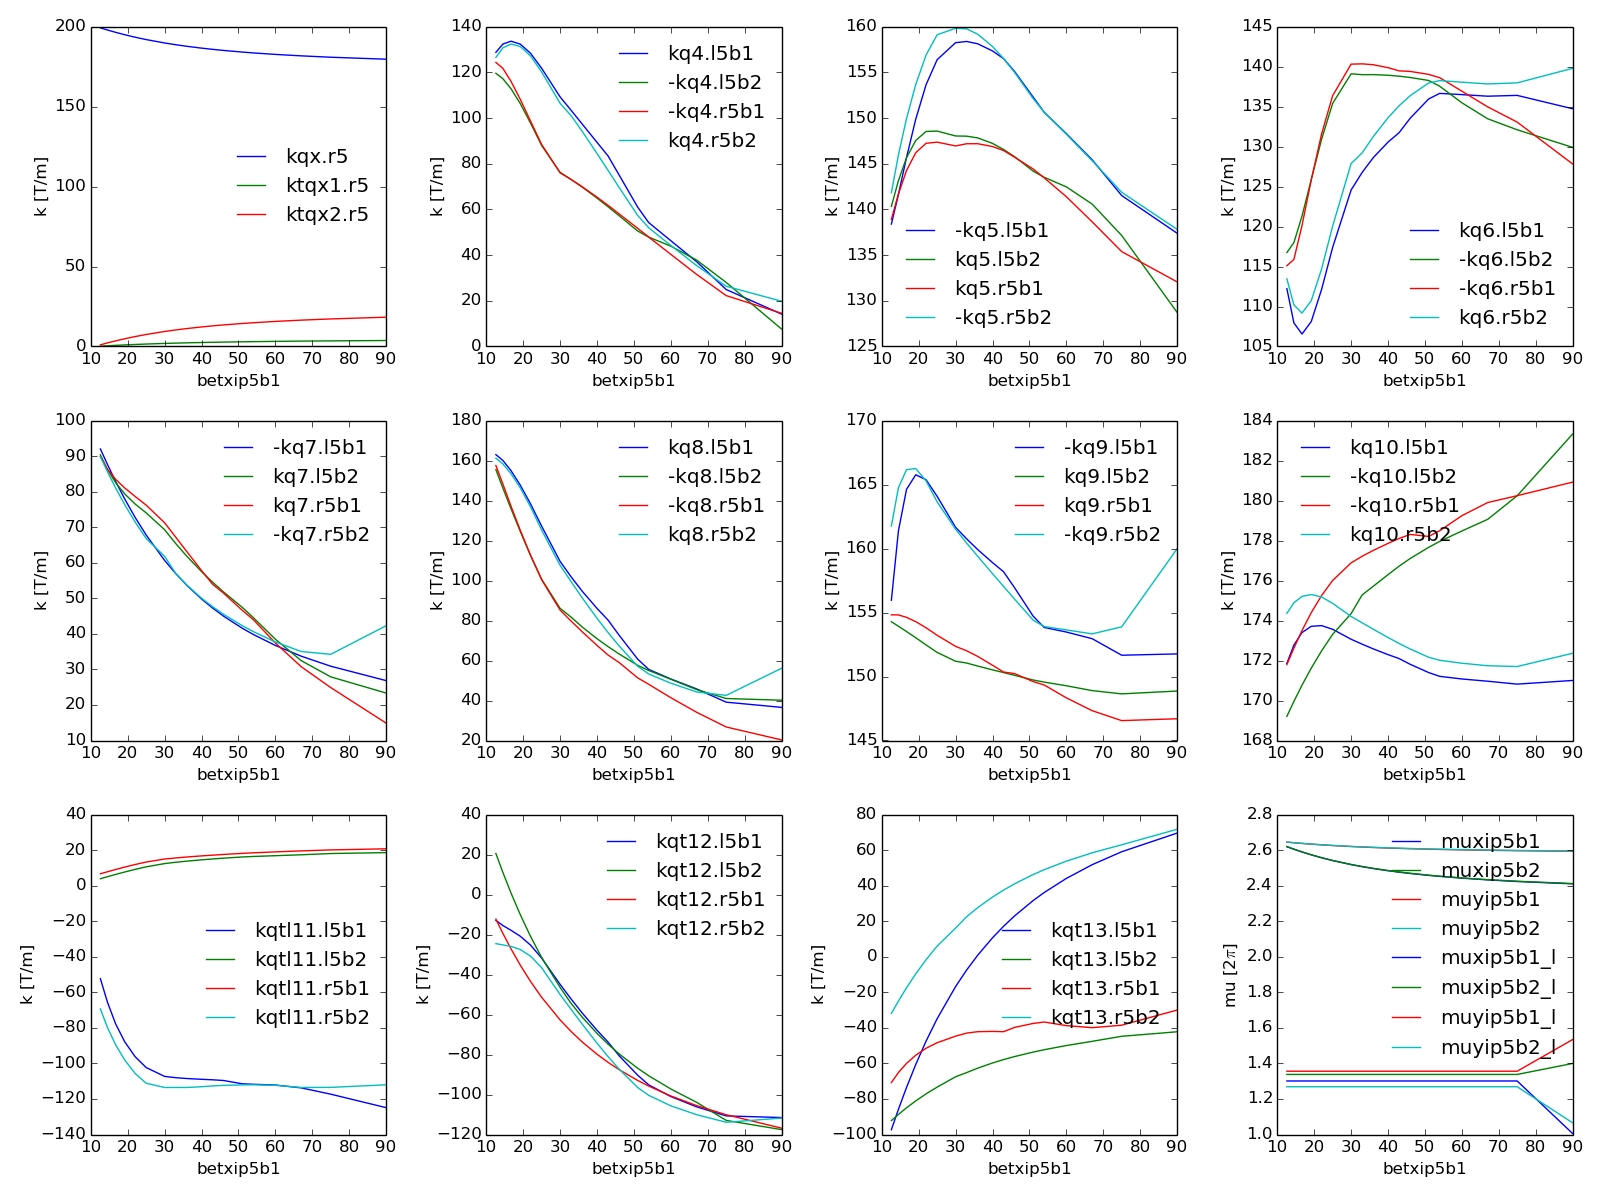 200
150
100
50
0
k [T/m]
kqx.r5
ktqx1.r5
ktqx2.r5
10 20 30 40 50 60 70 80 90
betxip5b1
140
120
100
80
60
40
20
0
k [T/m]
kq4.l5b1
-kq4.l5b2
-kq4.r5b1
kq4.r5b2
10 20 30 40 50 60 70 80 90
betxip5b1
160
155
150
145
140
135
130
125
k [T/m]
-kq5.l5b1
kq5.l5b2
kq5.r5b1
-kq5.r5b2
10 20 30 40 50 60 70 80 90
betxip5b1
145
140
135
130
125
120
115
110
105
k [T/m]
kq6.l5b1
-kq6.l5b2
-kq6.r5b1
kq6.r5b2
10 20 30 40 50 60 70 80 90
betxip5b1
100
90
80
70
60
50
40
30
20
10
k [T/m]
-kq7.l5b1
kq7.l5b2
kq7.r5b1
-kq7.r5b2
10 20 30 40 50 60 70 80 90
betxip5b1
180
160
140
120
100
80
60
40
20
k [T/m]
kq8.l5b1
-kq8.l5b2
-kq8.r5b1
kq8.r5b2
10 20 30 40 50 60 70 80 90
betxip5b1
170
165
160
155
150
145
k [T/m]
-kq9.l5b1
kq9.l5b2
kq9.r5b1
-kq9.r5b2
10 20 30 40 50 60 70 80 90
betxip5b1
184
182
180
178
176
174
172
170
168
k [T/m]
kq10.l5b1
-kq10.l5b2
-kq10.r5b1
kq10.r5b2
10 20 30 40 50 60 70 80 90
betxip5b1
40
20
0
−20
−40
−60
−80
−100
−120
−140
k [T/m]
kqtl11.l5b1
kqtl11.l5b2
kqtl11.r5b1
kqtl11.r5b2
10 20 30 40 50 60 70 80 90
betxip5b1
40
20
0
−20
−40
−60
−80
−100
−120
k [T/m]
kqt12.l5b1
kqt12.l5b2
kqt12.r5b1
kqt12.r5b2
10 20 30 40 50 60 70 80 90
betxip5b1
80
60
40
20
0
−20
−40
−60
−80
−100
k [T/m]
kqt13.l5b1
kqt13.l5b2
kqt13.r5b1
kqt13.r5b2
10 20 30 40 50 60 70 80 90
betxip5b1
2.8
2.6
2.4
2.2
2.0
1.8
1.6
1.4
1.2
1.0
mu [2π]
muxip5b1
muxip5b2
muyip5b1
muyip5b2
muxip5b1_l
muxip5b2_l
muyip5b1_l
muyip5b2_l
10 20 30 40 50 60 70 80 90
betxip5b1